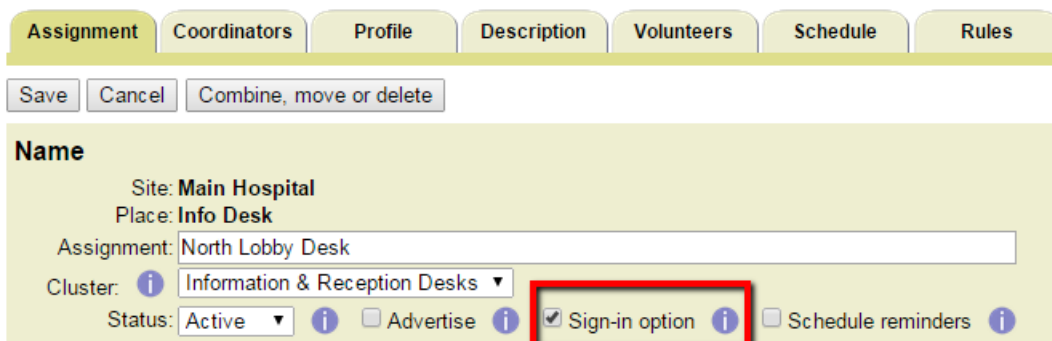 Assignment Coordinators Profile Description Volunteers Schedule Rules
Save Cancel Combine, move or delete
Name
Site: Main Hospital
Place: Info Desk
Assignment: North Lobby Desk
Cluster: i Information & Reception Desks
Status: Active i Advertise i Sign-in option i Schedule reminders i